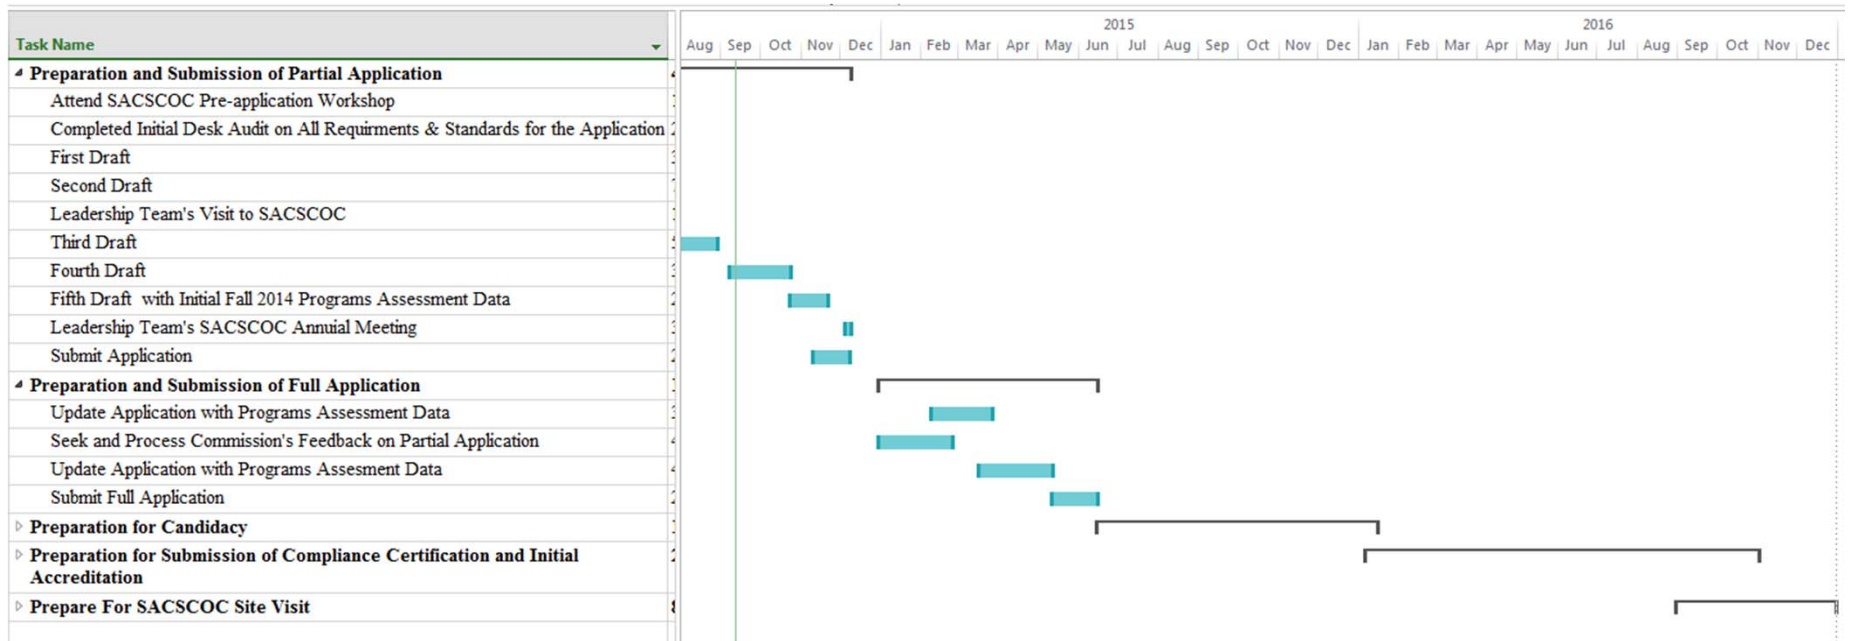 2015
2016
Task Name
Aug Sep Oct Nov Dec Jan Feb Mar Apr May Jun Jul Aug Sep Oct Nov Dec Jan Feb Mar Apr May Jun Jul Aug Sep Oct Nov Dec
Preparation and Submission of Partial Application
Attend SACSCOC Pre-application Workshop
Completed Initial Desk Audit on All Requirments & Standards for the Application
First Draft
Second Draft
Leadership Team's Visit to SACSCOC
Third Draft
Fourth Draft
Fifth Draft with Initial Fall 2014 Programs Assessment Data
Leadership Team's SACSCOC Annuial Meeting
Submit Application
Preparation and Submission of Full Application
Update Application with Programs Assessment Data
Seek and Process Commission's Feedback on Partial Application
Update Application with Programs Assesment Data
Submit Full Application
Preparation for Candidacy
Preparation for Submission of Compliance Certification and Initial
Accreditation
Prepare For SACSCOC Site Visit